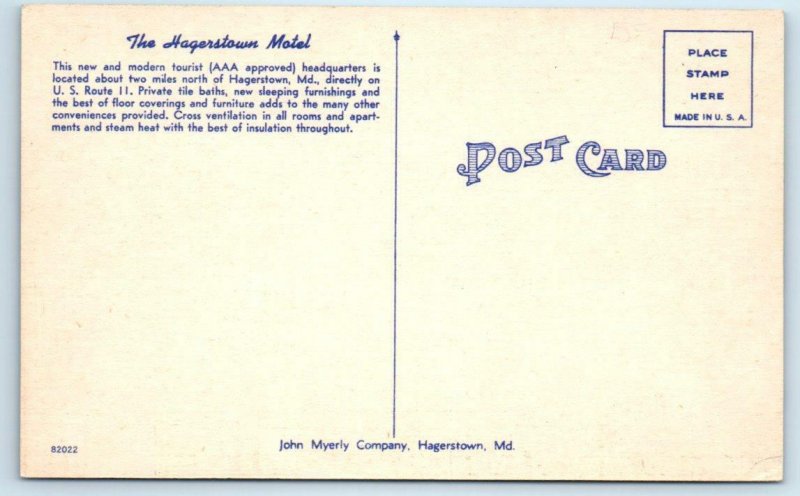 The Hagerstown Motel
This new and modern tourist (AAA approved) headquarters is
located about two miles north of Hagerstown, Md., directly on
U. S. Route 11. Private tile baths, new sleeping furnishings and
the best of floor coverings and furniture adds to the many other
conveniences provided. Cross ventilation in all rooms and apart-
ments and steam heat with the best of insulation throughout.
PLACE
STAMP
HERE
MADE IN U. S. A.
POST CARD
82022
John Myerly Company, Hagerstown, Md.